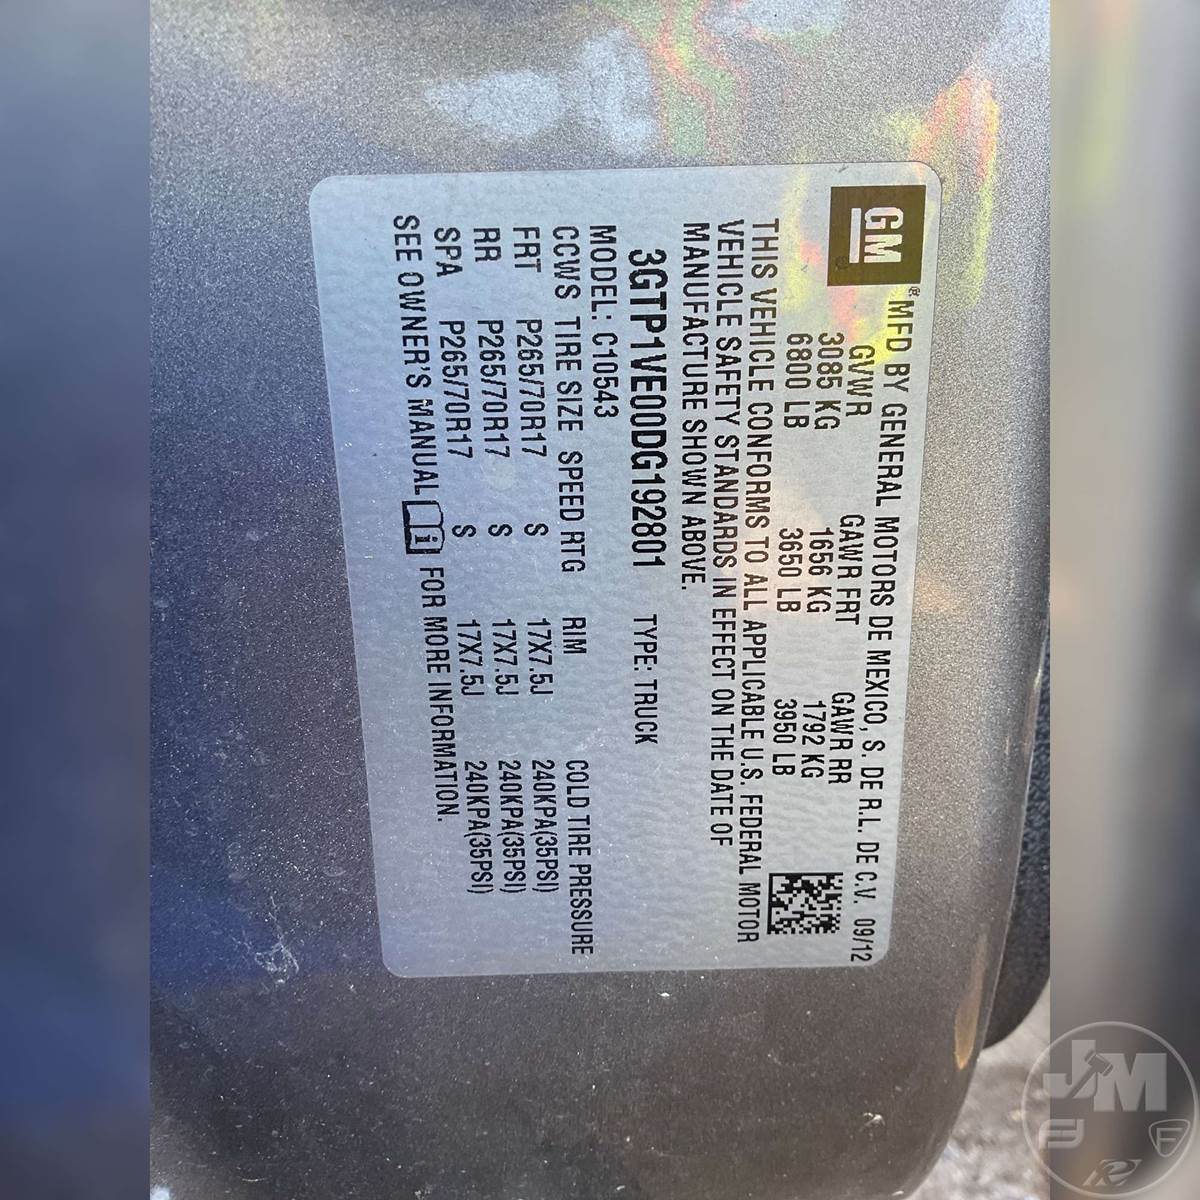 GM ® MFD BY GENERAL MOTORS DE MEXICO, S. DE R.L. DE C.V. 09/12
GVWR GAWR FRT GAWR RR
3085 KG 1656 KG 1792 KG
6800 LB 3650 LB 3950 LB
THIS VEHICLE CONFORMS TO ALL APPLICABLE U.S. FEDERAL MOTOR
VEHICLE SAFETY STANDARDS IN EFFECT ON THE DATE OF
MANUFACTURE SHOWN ABOVE.
3GTP1VE00DG192801 TYPE: TRUCK
MODEL: C10543
CCWS TIRE SIZE SPEED RTG RIM COLD TIRE PRESSURE
FRT P265/70R17 S 17X7.5J 240KPA(35PSI)
RR P265/70R17 S 17X7.5J 240KPA(35PSI)
SPA P265/70R17 S 17X7.5J 240KPA(35PSI)
SEE OWNER'S MANUAL i FOR MORE INFORMATION.
JM
F F
R